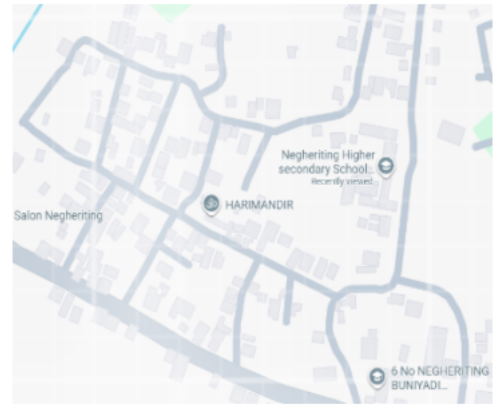 Negheriting Higher
secondary School...
Recently viewed
HARIMANDIR
Salon Negheriting
6 No NEGHERITING
BUNIYADI...